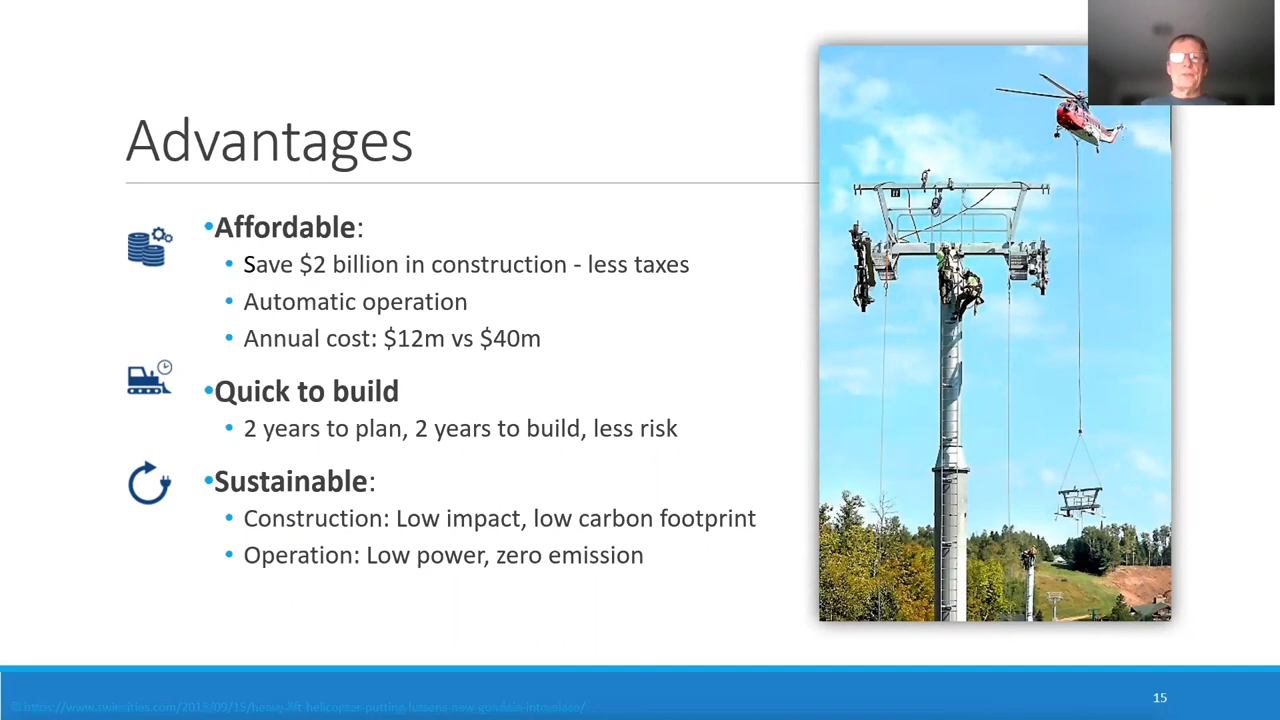 Advantages
•Affordable:
• Save $2 billion in construction - less taxes
• Automatic operation
• Annual cost: $12m vs $40m
•Quick to build
• 2 years to plan, 2 years to build, less risk
•Sustainable:
• Construction: Low impact, low carbon footprint
• Operation: Low power, zero emission
15